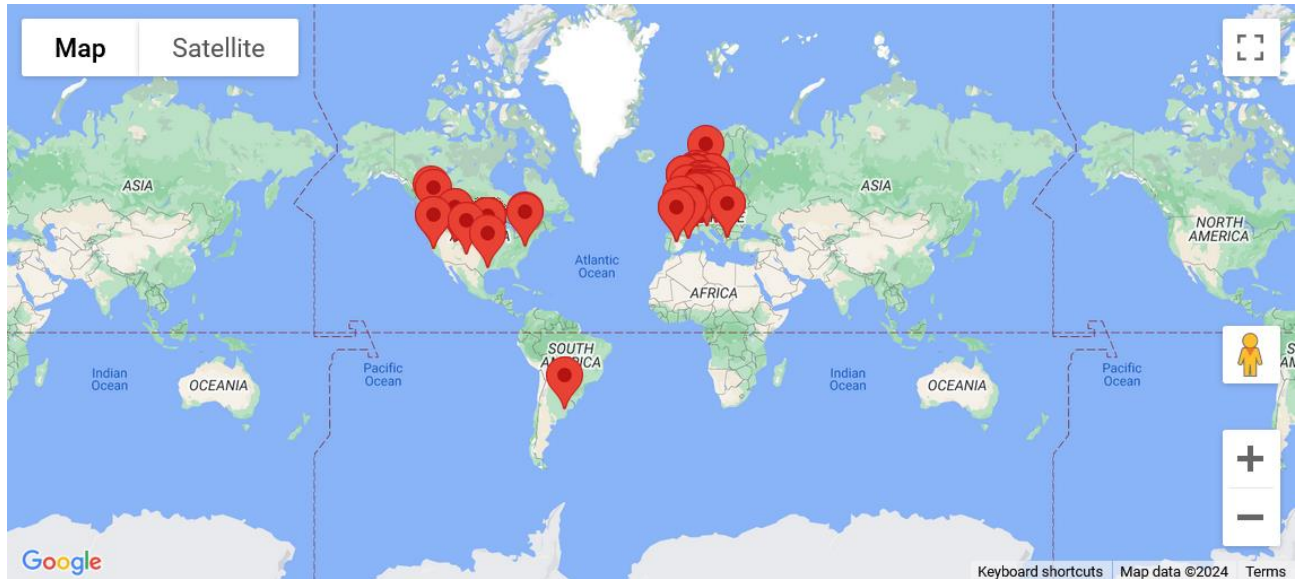 Map
Satellite
ASIA
ASIA
NORTH
AMERICA
Atlantic
Ocean
AFRICA
SOUTH
AMERICA
Indian
Ocean
OCEANIA
Pacific
Ocean
Indian
Ocean
OCEANIA
Pacific
Ocean
Google
Keyboard shortcuts
Map data ©2024
Terms